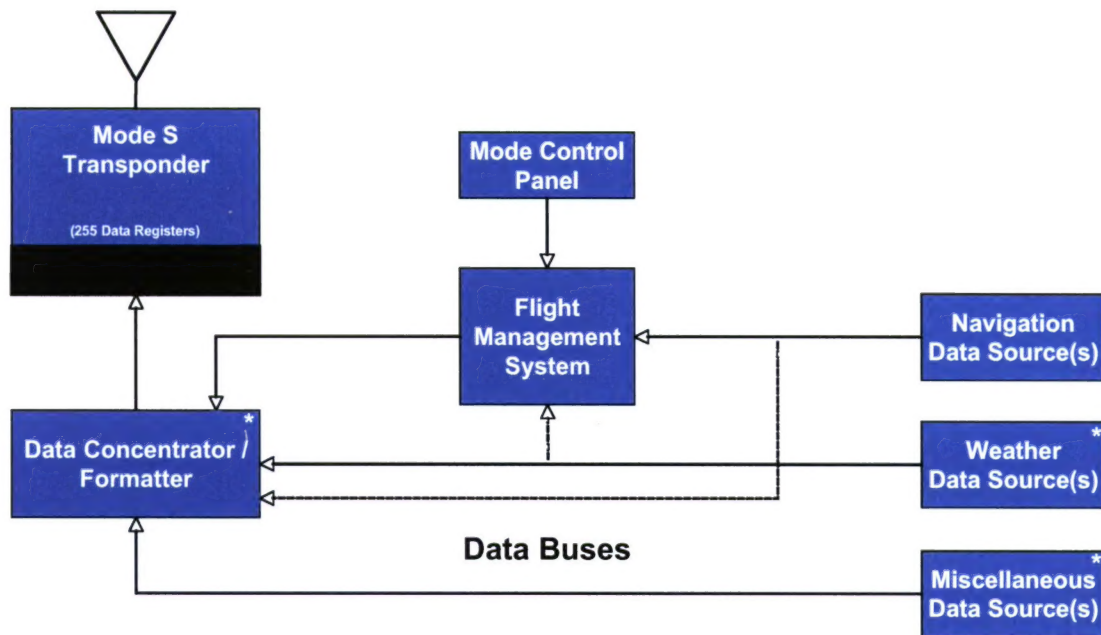 Mode S
Transponder
(255 Data Registers)
Mode Control
Panel
Flight
Management
System
Navigation
Data Source(s)
*
Data Concentrator /
Formatter
*
Weather
Data Source(s)
Data Buses
*
Miscellaneous
Data Source(s)